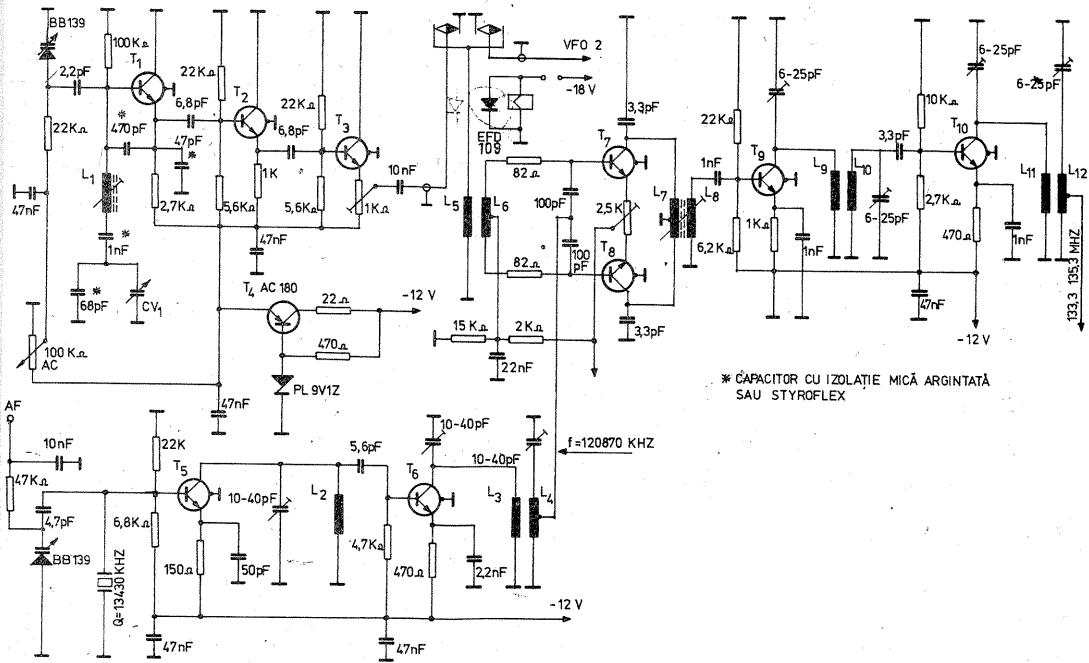 BB139
100KΩ
T1
2,2pF
22KΩ
T2
6,8pF
22KΩ
T3
6,8pF
*
470pF
47pF
*
22KΩ
L1
47nF
2,7KΩ
5,6KΩ
1K
5,6KΩ
1KΩ
10nF
*
1nF
47nF
*
68pF
CV1
T4 AC 180
22Ω
-12 V
470Ω
100KΩ
AC
PL 9V1Z
47nF
VFO 2
-18 V
EFD
109
3,3pF
T7
82Ω
L5
L6
100pF
2,5K
L7
L8
100
pF
T8
82Ω
15 KΩ
2KΩ
22nF
3,3pF
6-25pF
22KΩ
1nF
T9
1KΩ
6,2KΩ
1nF
L9
L10
6-25pF
3,3pF
6-25pF
10KΩ
T10
2,7KΩ
470Ω
1nF
47nF
-12 V
6-25pF
L11
L12
133,3 135,3 MHZ
* CAPACITOR CU IZOLAȚIE MICĂ ARGINTATĂ
SAU STYROFLEX
AF
10nF
47KΩ
4,7pF
BB139
Q=13430 KHZ
22K
T5
6,8KΩ
150Ω
50pF
10-40pF
L2
5,6pF
T6
10-40pF
4,7KΩ
470Ω
2,2nF
10-40pF
L3
L4
f=120870 KHZ
-12 V
47nF
47nF